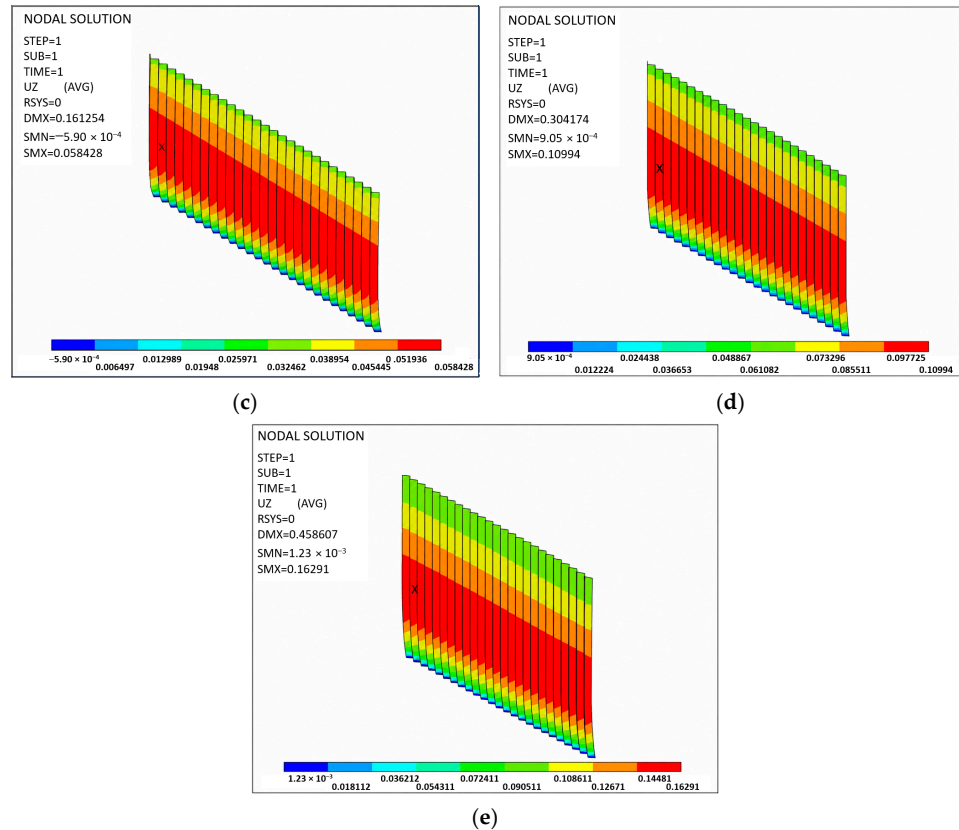 NODAL SOLUTION
STEP=1
SUB=1
TIME=1
UZ (AVG)
RSYS=0
DMX=0.161254
SMN=−5.90 × 10⁻⁴
SMX=0.058428
X
−5.90 × 10⁻⁴ 0.012989 0.025971 0.038954 0.051936
0.006497 0.01948 0.032462 0.045445 0.058428
(c)
NODAL SOLUTION
STEP=1
SUB=1
TIME=1
UZ (AVG)
RSYS=0
DMX=0.304174
SMN=9.05 × 10⁻⁴
SMX=0.10994
X
9.05 × 10⁻⁴ 0.024438 0.048867 0.073296 0.097725
0.012224 0.036653 0.061082 0.085511 0.10994
(d)
NODAL SOLUTION
STEP=1
SUB=1
TIME=1
UZ (AVG)
RSYS=0
DMX=0.458607
SMN=1.23 × 10⁻³
SMX=0.16291
X
1.23 × 10⁻³ 0.036212 0.072411 0.108611 0.14481
0.018112 0.054311 0.090511 0.12671 0.16291
(e)